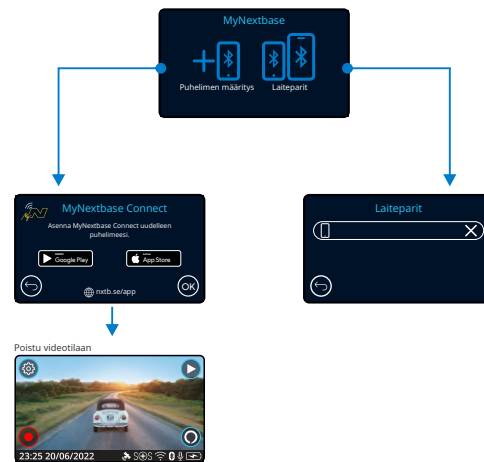 MyNextbase
Puhelimen määritys
Laiteparit
MyNextbase Connect
Asenna MyNextbase Connect uudelleen
puhelimeesi.
Google Play
App Store
nxtb.se/app
OK
Laiteparit
Poistu videotilaan
23:25 20/06/2022
SOS